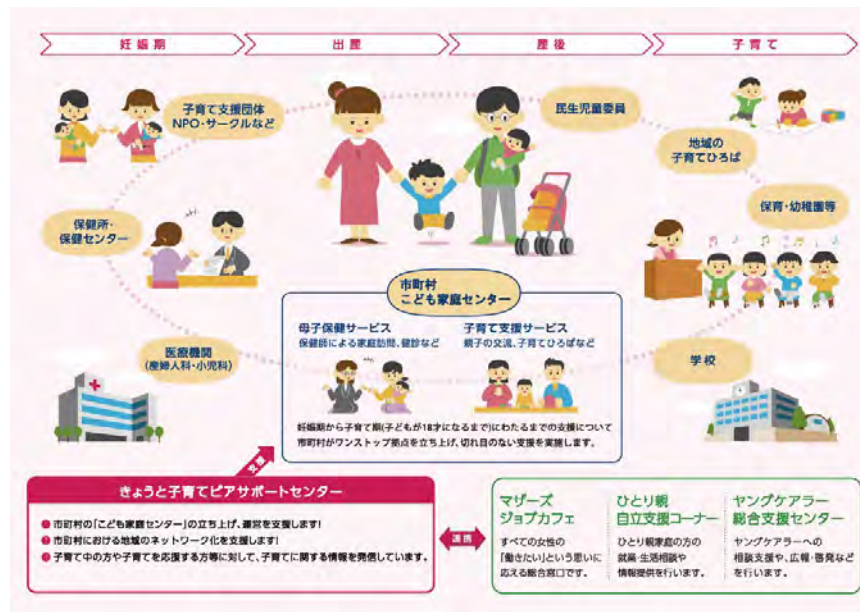 妊娠期
出産
産後
子育て
子育て支援団体
NPO・サークルなど
民生児童委員
地域の
子育てひろば
保健所・
保健センター
保育・幼稚園等
市町村
こども家庭センター
母子保健サービス
保健師による家庭訪問、健診など
子育て支援サービス
親子の交流、子育てひろばなど
医療機関
(産婦人科・小児科)
学校
妊娠期から子育て期(子どもが18才になるまで)にわたるまでの支援について
市町村がワンストップ拠点を立ち上げ、切れ目のない支援を実施します。
支援
きょうと子育てピアサポートセンター
❶市町村の「こども家庭センター」の立ち上げ、運営を支援します!
❷市町村における地域のネットワーク化を支援します!
❸子育て中の方や子育てを応援する方等に対して、子育てに関する情報を発信しています。
連携
マザーズ
ジョブカフェ
すべての女性の
「働きたい」という思いに
応える総合窓口です。
ひとり親
自立支援コーナー
ひとり親家庭の方の
就業・生活相談や
情報提供を行います。
ヤングケアラー
総合支援センター
ヤングケアラーへの
相談支援や、広報・啓発など
を行います。